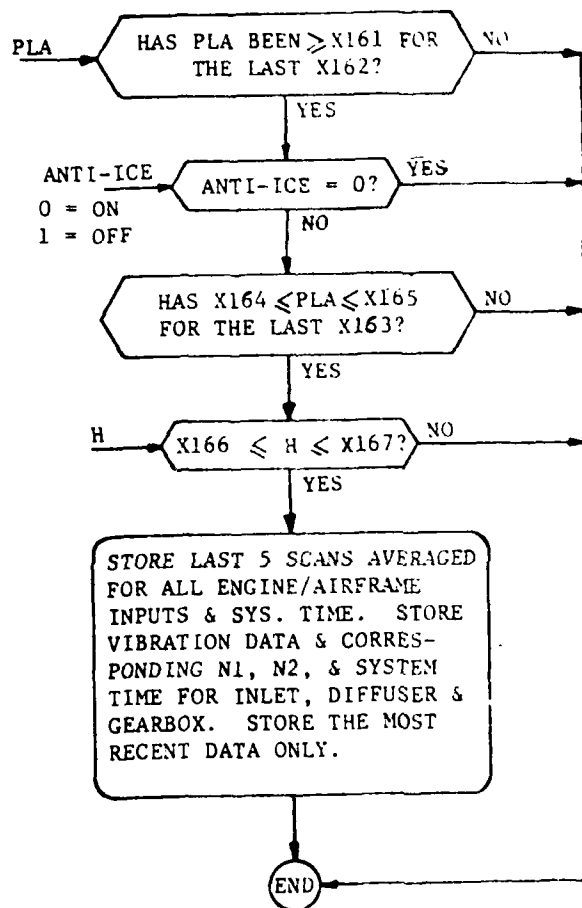 HAS PLA BEEN ⩾X161 FOR
THE LAST X162?
PLA
NO
YES
ANTI-ICE
0 = ON
1 = OFF
ANTI-ICE = 0?
YES
NO
HAS X164 ⩽PLA⩽X165
FOR THE LAST X163?
NO
YES
H
X166 ⩽ H ⩽ X167?
NO
YES
STORE LAST 5 SCANS AVERAGED
FOR ALL ENGINE/AIRFRAME
INPUTS & SYS. TIME. STORE
VIBRATION DATA & CORRES-
PONDING N1, N2, & SYSTEM
TIME FOR INLET, DIFFUSER &
GEARBOX. STORE THE MOST
RECENT DATA ONLY.
END